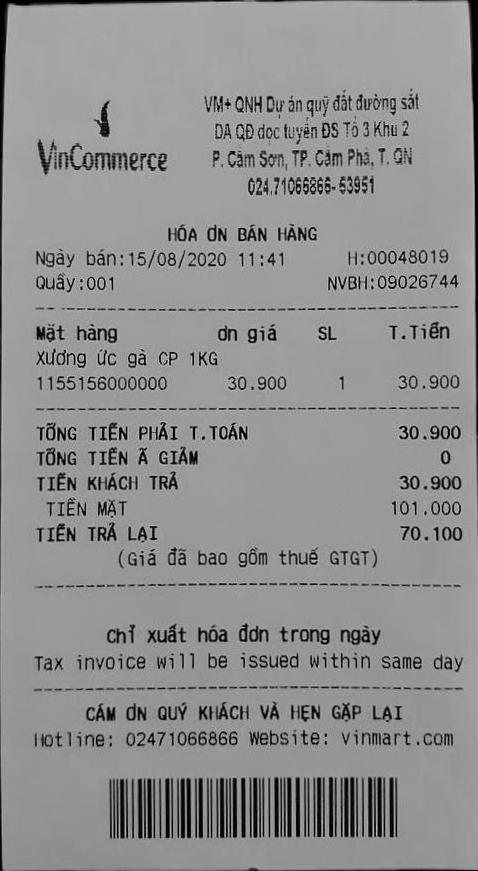 VinCommerce
VM+ QNH Dự án quỹ đất đường sắt
DA QĐ dọc tuyến ĐS Tổ 3 Khu 2
P. Cẩm Sơn, TP. Cẩm Phả, T. QN
024.71066866-53951
HÓA ƠN BÁN HÀNG
Ngày bán:15/08/2020 11:41 H:00048019
Quầy:001 NVBH:09026744
Mặt hàng ơn giá SL T.Tiền
Xương ức gà CP 1KG
1155156000000 30.900 1 30.900
TỔNG TIỀN PHẢI T.TOÁN 30.900
TỔNG TIỀN Ã GIẢM 0
TIỀN KHÁCH TRẢ 30.900
TIỀN MẶT 101.000
TIỀN TRẢ LẠI 70.100
(Giá đã bao gồm thuế GTGT)
Chỉ xuất hóa đơn trong ngày
Tax invoice will be issued within same day
CÁM ƠN QUÝ KHÁCH VÀ HẸN GẶP LẠI
Hotline: 02471066866 Website: vinmart.com